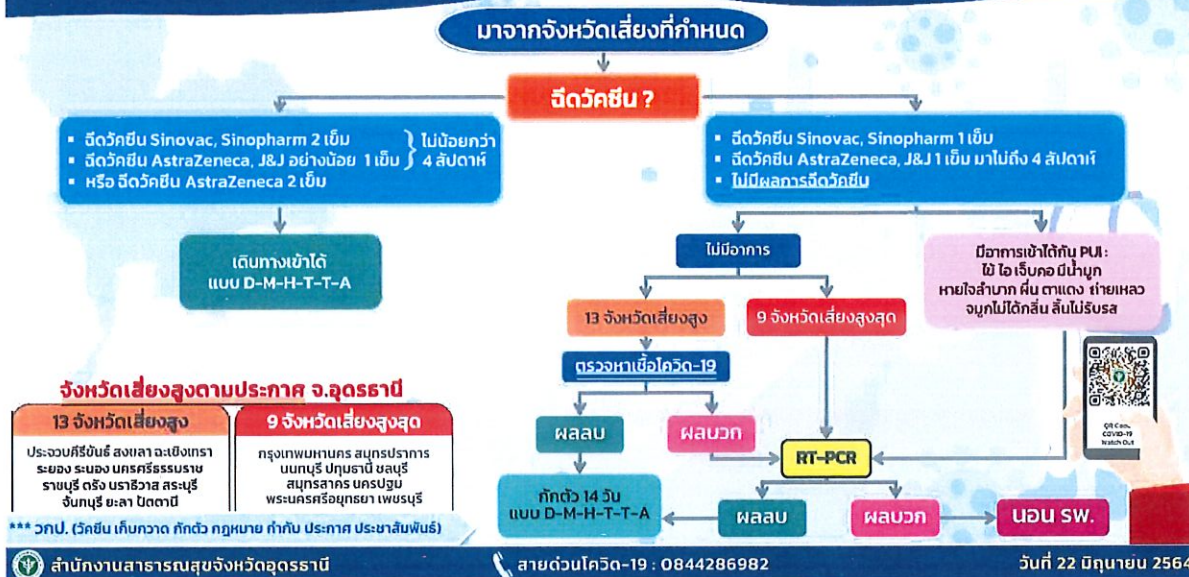 มาจากจังหวัดเสี่ยงที่กำหนด
ฉีดวัคซีน ?
▪ ฉีดวัคซีน Sinovac, Sinopharm 2 เข็ม
▪ ฉีดวัคซีน AstraZeneca, J&J อย่างน้อย 1 เข็ม
▪ หรือ ฉีดวัคซีน AstraZeneca 2 เข็ม
ไม่น้อยกว่า
4 สัปดาห์
▪ ฉีดวัคซีน Sinovac, Sinopharm 1 เข็ม
▪ ฉีดวัคซีน AstraZeneca, J&J 1 เข็ม มาไม่ถึง 4 สัปดาห์
▪ ไม่มีผลการฉีดวัคซีน
เดินทางเข้าได้
แบบ D-M-H-T-T-A
ไม่มีอาการ
มีอาการเข้าได้กับ PUI :
ไข้ ไอ เจ็บคอ มีน้ำมูก
หายใจลำบาก ผื่น ตาแดง ถ่ายเหลว
จมูกไม่ได้กลิ่น ลิ้นไม่รับรส
13 จังหวัดเสี่ยงสูง
9 จังหวัดเสี่ยงสูงสุด
ตรวจหาเชื้อโควิด-19
QR Code
COVID-19
Watch Out
ผลลบ
ผลบวก
RT-PCR
กักตัว 14 วัน
แบบ D-M-H-T-T-A
ผลลบ
ผลบวก
นอน รพ.
จังหวัดเสี่ยงสูงตามประกาศ จ.อุดรธานี
13 จังหวัดเสี่ยงสูง
ประจวบคีรีขันธ์ สงขลา ฉะเชิงเทรา
ระยอง ระนอง นครศรีธรรมราช
ราชบุรี ตรัง นราธิวาส สระบุรี
จันทบุรี ยะลา ปัตตานี
9 จังหวัดเสี่ยงสูงสุด
กรุงเทพมหานคร สมุทรปราการ
นนทบุรี ปทุมธานี ชลบุรี
สมุทรสาคร นครปฐม
พระนครศรีอยุทธยา เพชรบุรี
*** วกป. (วัคซีน เก็บกวาด กักตัว กฎหมาย กำกับ ประกาศ ประชาสัมพันธ์)
สำนักงานสาธารณสุขจังหวัดอุดรธานี
สายด่วนโควิด-19 : 0844286982
วันที่ 22 มิถุนายน 2564